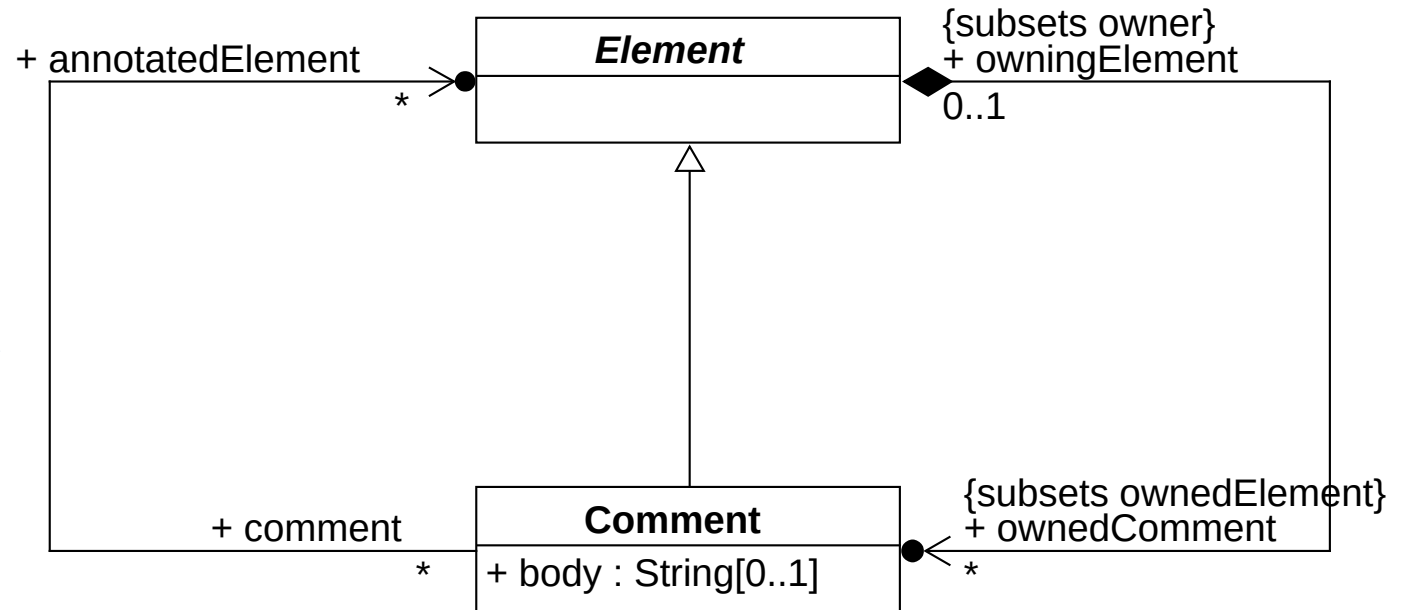 {subsets owner}
Element
+ annotatedElement
+ owningElement
*
0..1
{subsets ownedElement}
Comment
+ comment
+ ownedComment
*
+ body : String[0..1]
*